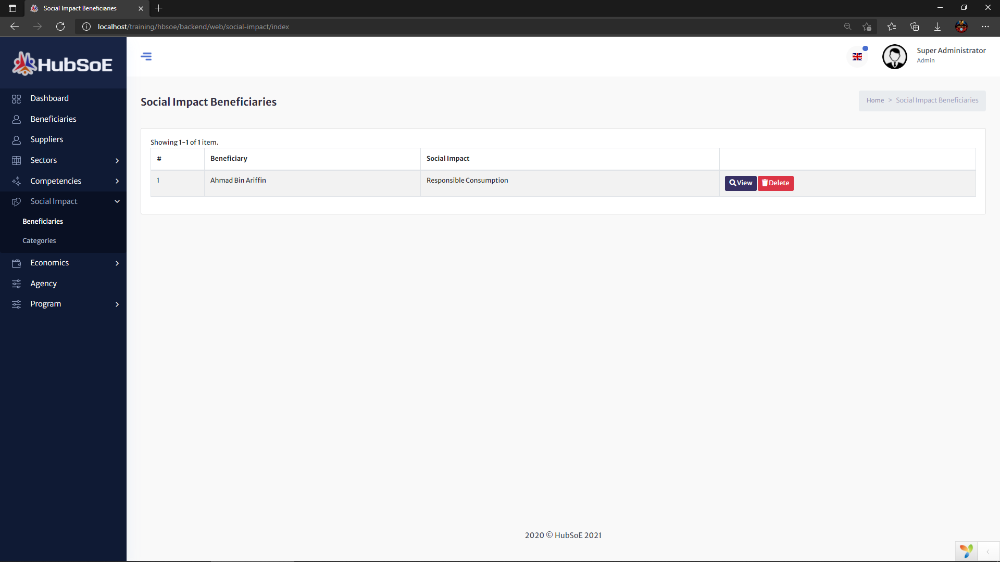 Social Impact Beneficiaries
localhost/training/hbsoe/backend/web/social-impact/index
HubSoE
Super Administrator
Admin
Dashboard
Beneficiaries
Suppliers
Sectors
Competencies
Social Impact
Beneficiaries
Categories
Economics
Agency
Program
Social Impact Beneficiaries
Home > Social Impact Beneficiaries
Showing 1-1 of 1 item.
# Beneficiary Social Impact
1 Ahmad Bin Ariffin Responsible Consumption View Delete
2020 © HubSoE 2021